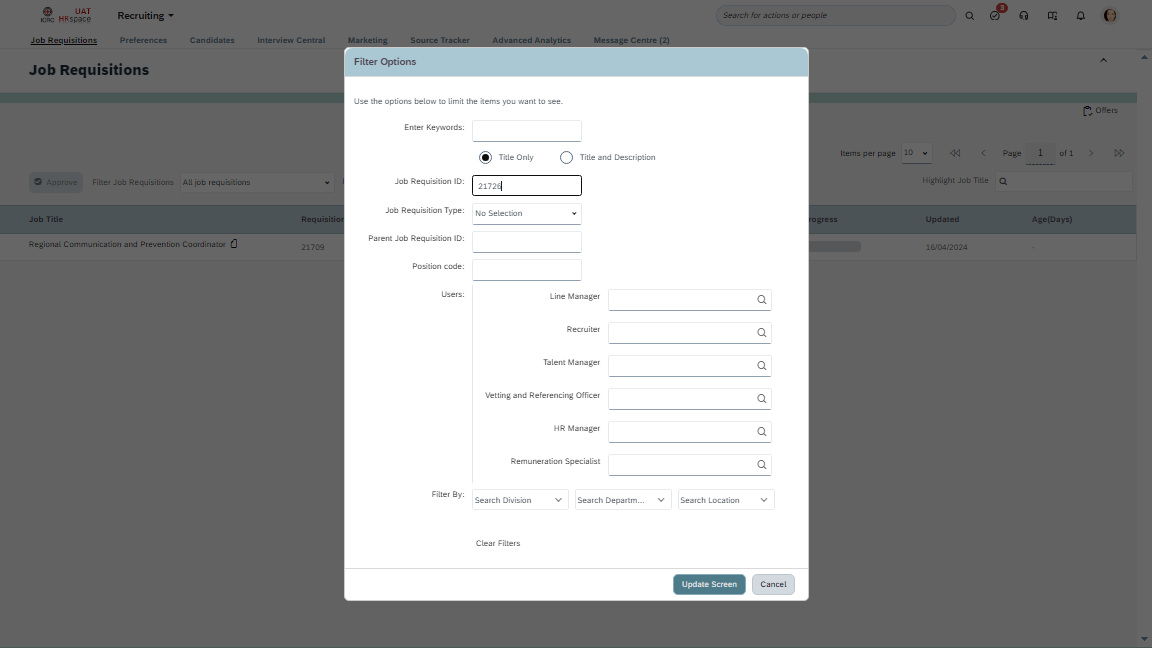 UAT
ICRC HRspace
Recruiting
Search for actions or people
3
Job Requisitions
Preferences
Candidates
Interview Central
Marketing
Source Tracker
Advanced Analytics
Message Centre (2)
Job Requisitions
Offers
Items per page 10
Page 1 of 1
Approve
Filter Job Requisitions
All job requisitions
Highlight Job Title
Job Title
Requisition
rogress
Updated
Age(Days)
Regional Communication and Prevention Coordinator
21709
16/04/2024
-
Filter Options
Use the options below to limit the items you want to see.
Enter Keywords:
Title Only
Title and Description
Job Requisition ID: 21726
Job Requisition Type: No Selection
Parent Job Requisition ID:
Position code:
Users:
Line Manager
Recruiter
Talent Manager
Vetting and Referencing Officer
HR Manager
Remuneration Specialist
Filter By: Search Division Search Departm... Search Location
Clear Filters
Update Screen Cancel